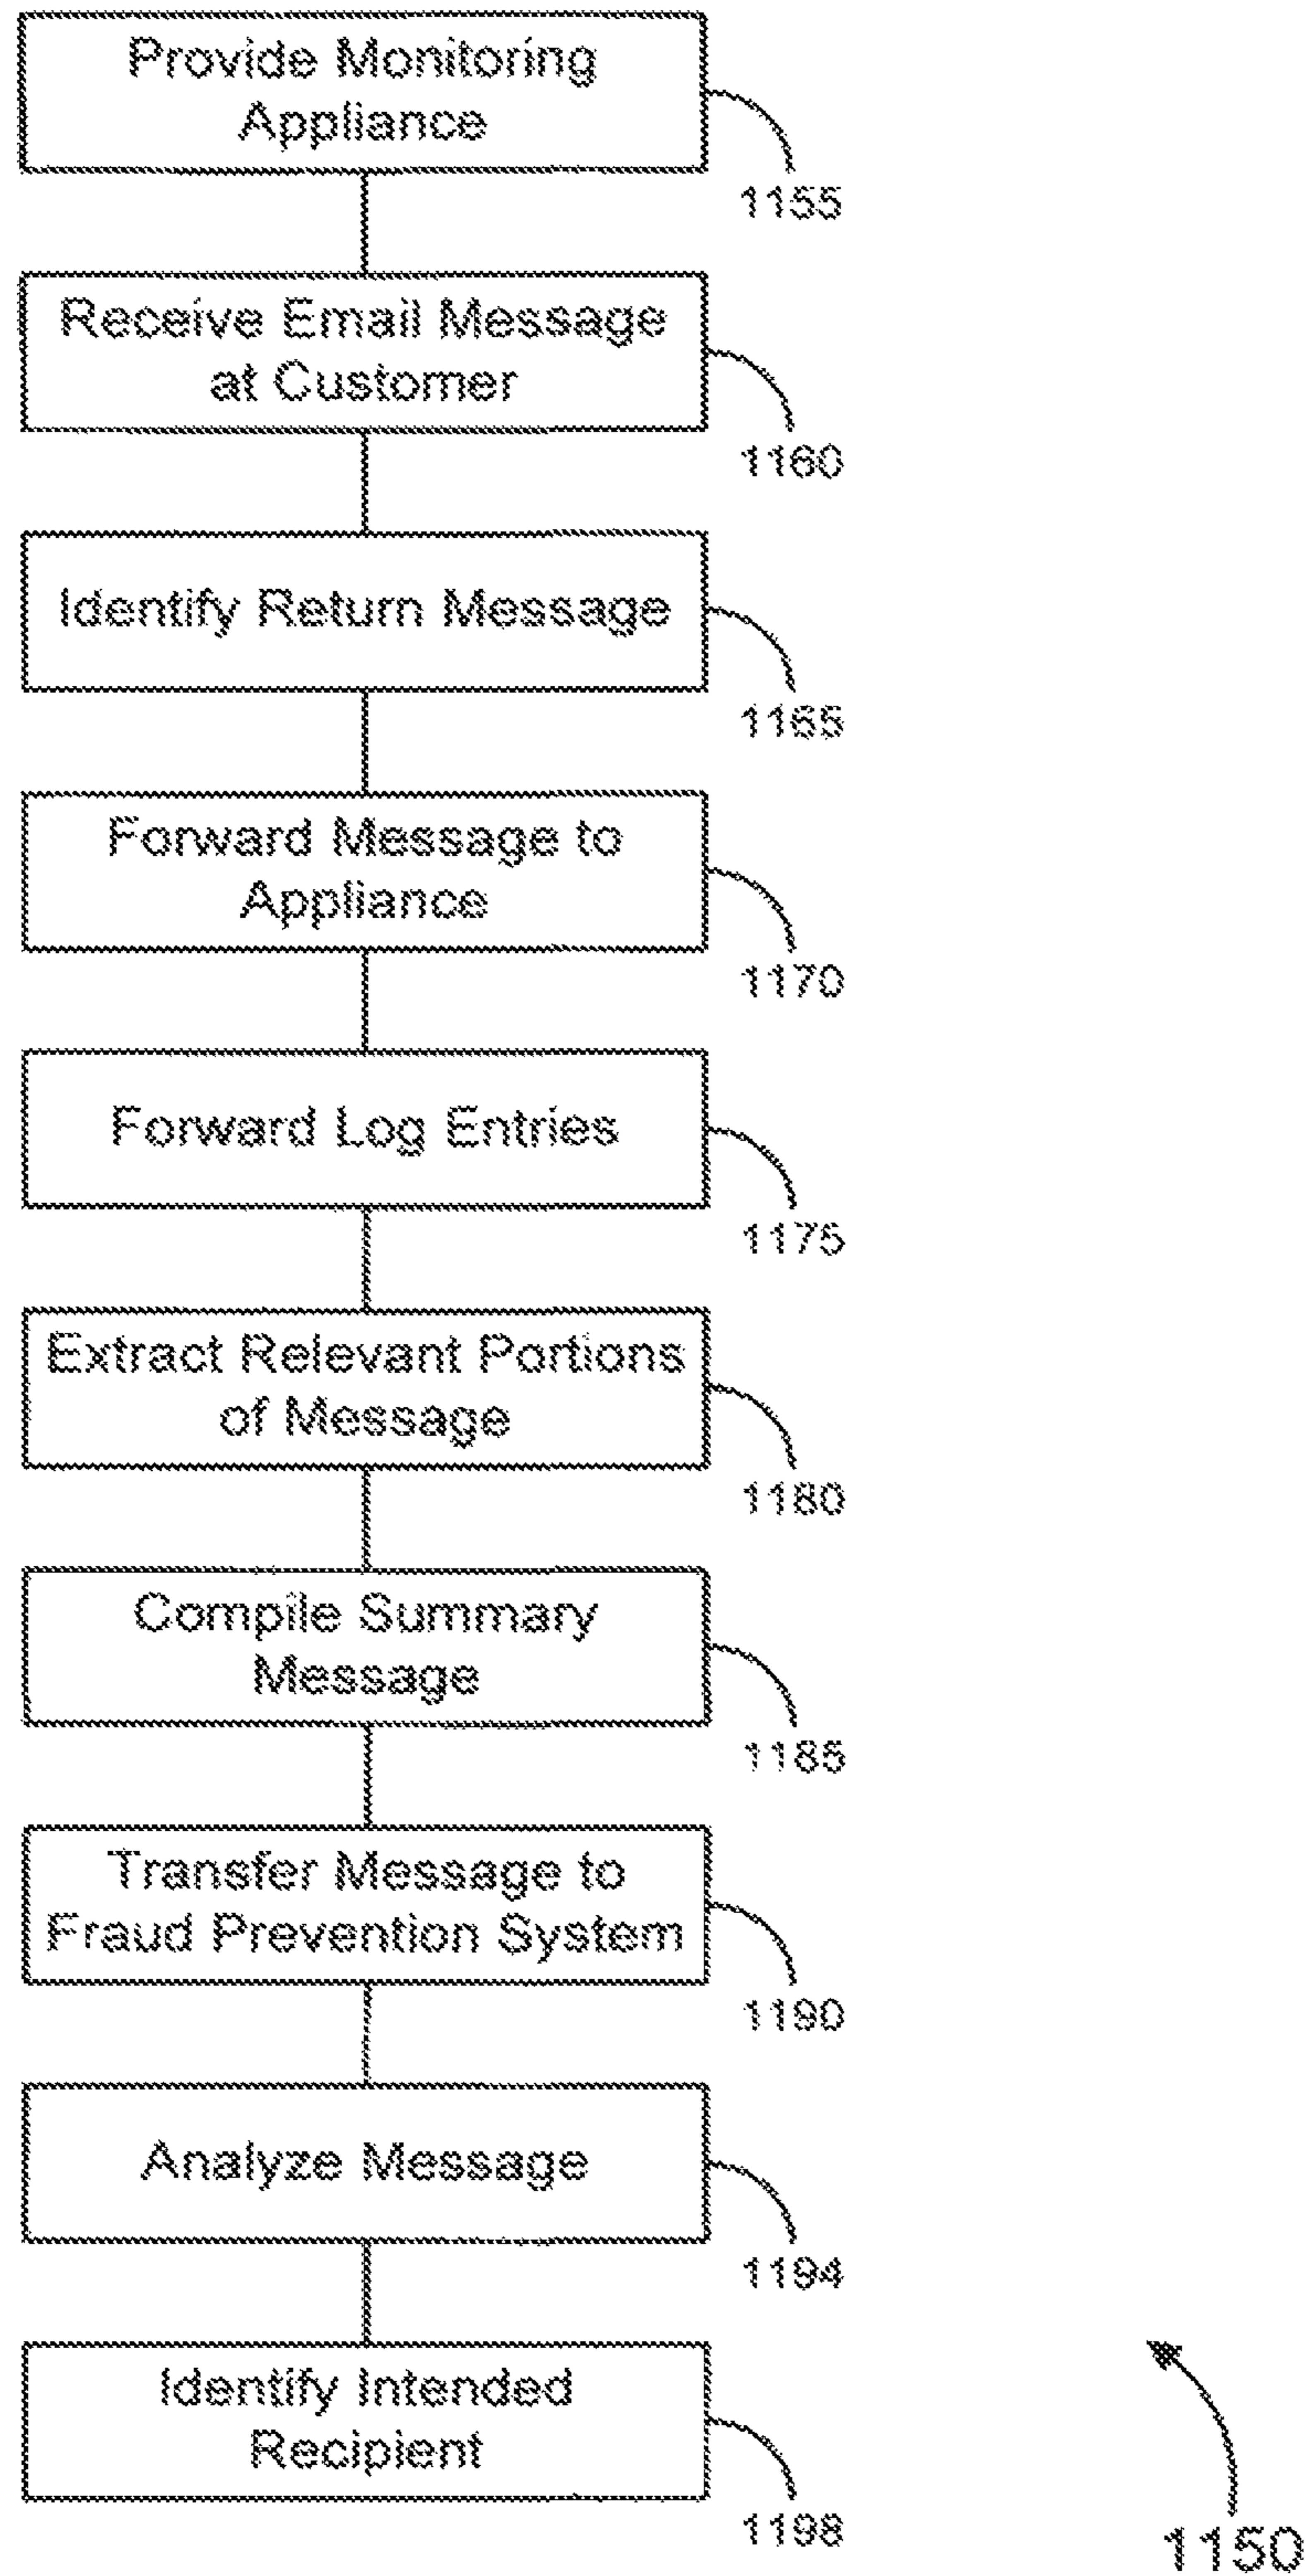 Provide Monitoring
Appliance
1155
Receive Email Message
at Customer
1160
Identify Return Message
1165
Forward Message to
Appliance
1170
Forward Log Entries
1175
Extract Relevant Portions
of Message
1180
Compile Summary
Message
1185
Transfer Message to
Fraud Prevention System
1190
Analyze Message
1194
Identify Intended
Recipient
1198
1150